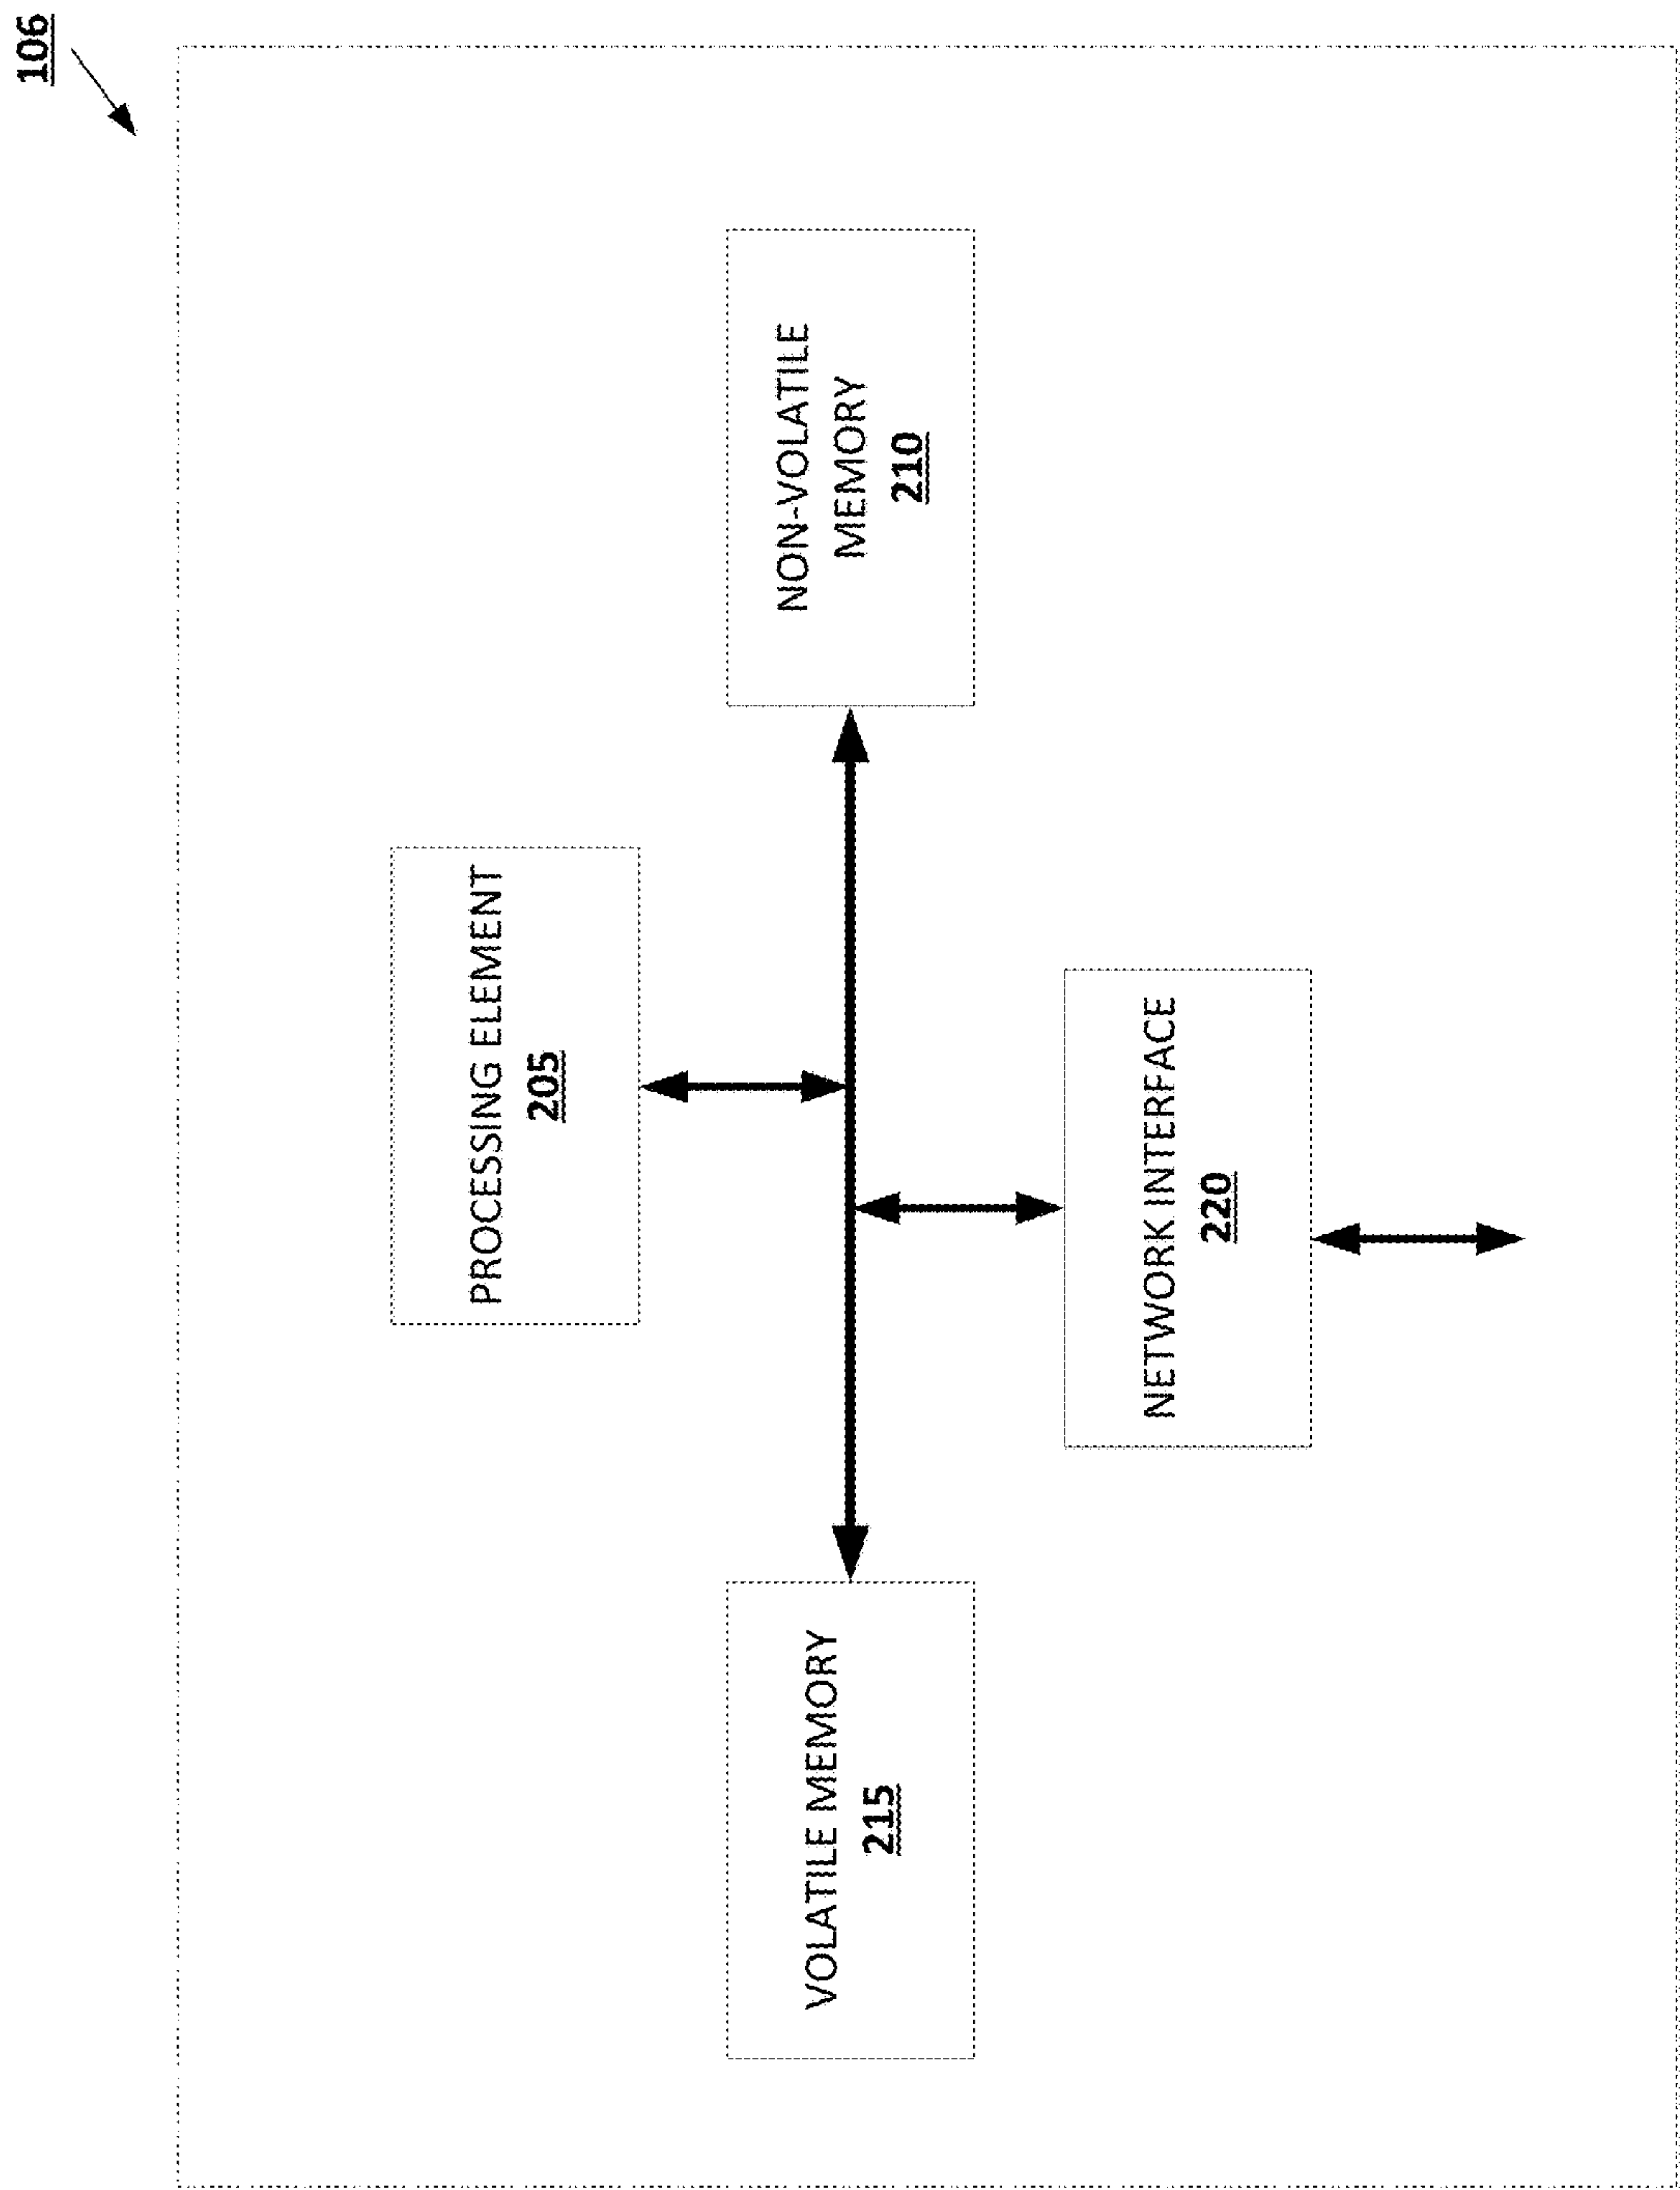 106
PROCESSING ELEMENT
205
VOLATILE MEMORY
215
NON-VOLATILE
MEMORY
210
NETWORK INTERFACE
220